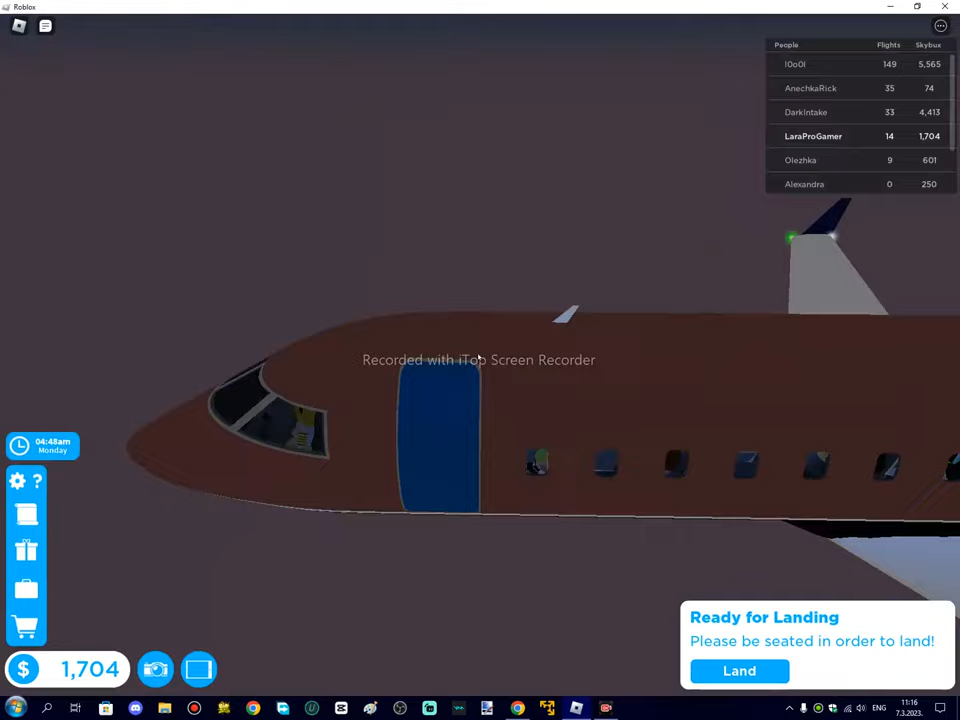 Roblox
People Flights Skybux
l0o0l 149 5,565
AnechkaRick 35 74
DarkIntake 33 4,413
LaraProGamer 14 1,704
Olezhka 9 601
Alexandra 0 250
Recorded with iTop Screen Recorder
04:48am
Monday
?
Ready for Landing
Please be seated in order to land!
Land
$ 1,704
ENG
11:16
7.3.2023.